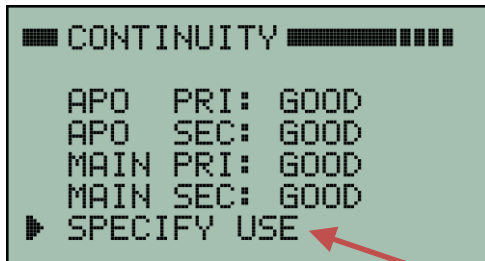 CONTINUITY
APO PRI: GOOD
APO SEC: GOOD
MAIN PRI: GOOD
MAIN SEC: GOOD
SPECIFY USE